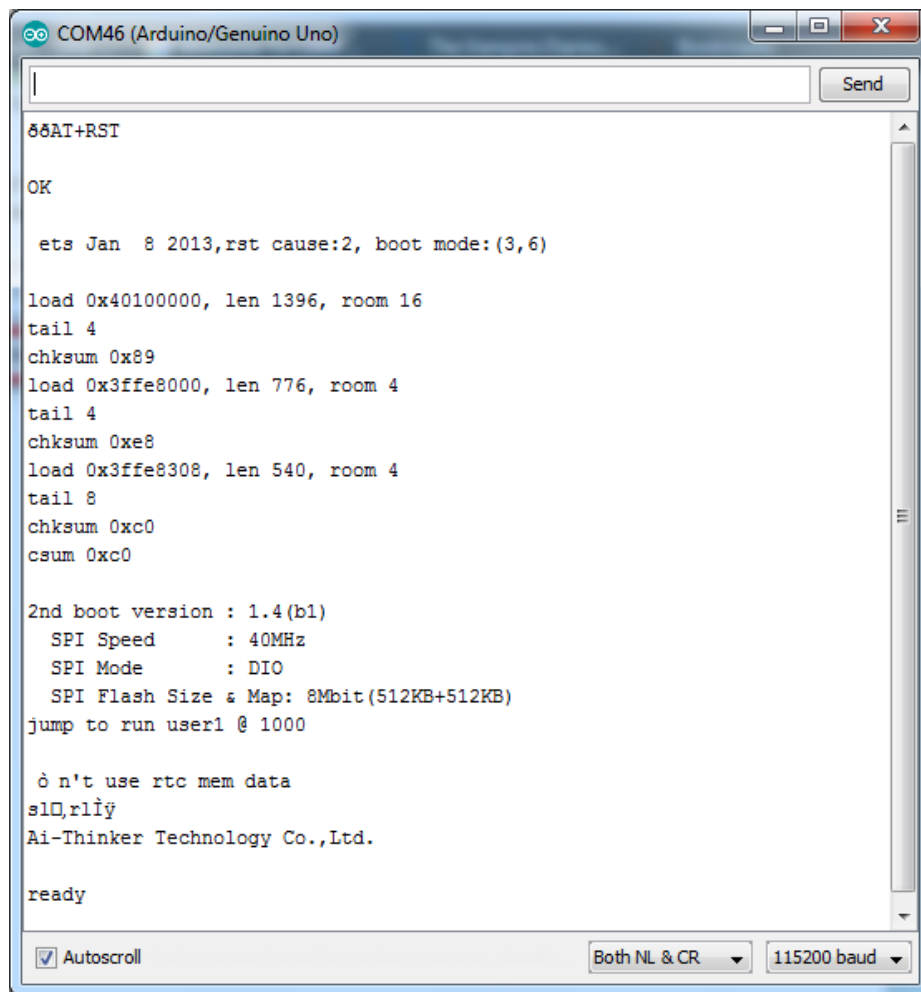 COM46 (Arduino/Genuino Uno)
Send
ððAT+RST
OK
ets Jan  8 2013,rst cause:2, boot mode:(3,6)
load 0x40100000, len 1396, room 16
tail 4
chksum 0x89
load 0x3ffe8000, len 776, room 4
tail 4
chksum 0xe8
load 0x3ffe8308, len 540, room 4
tail 8
chksum 0xc0
csum 0xc0
2nd boot version : 1.4(b1)
SPI Speed      : 40MHz
SPI Mode       : DIO
SPI Flash Size & Map: 8Mbit(512KB+512KB)
jump to run user1 @ 1000
ò n't use rtc mem data
sl□‚rlÌÿ
Ai-Thinker Technology Co.,Ltd.
ready
Autoscroll
Both NL & CR
115200 baud